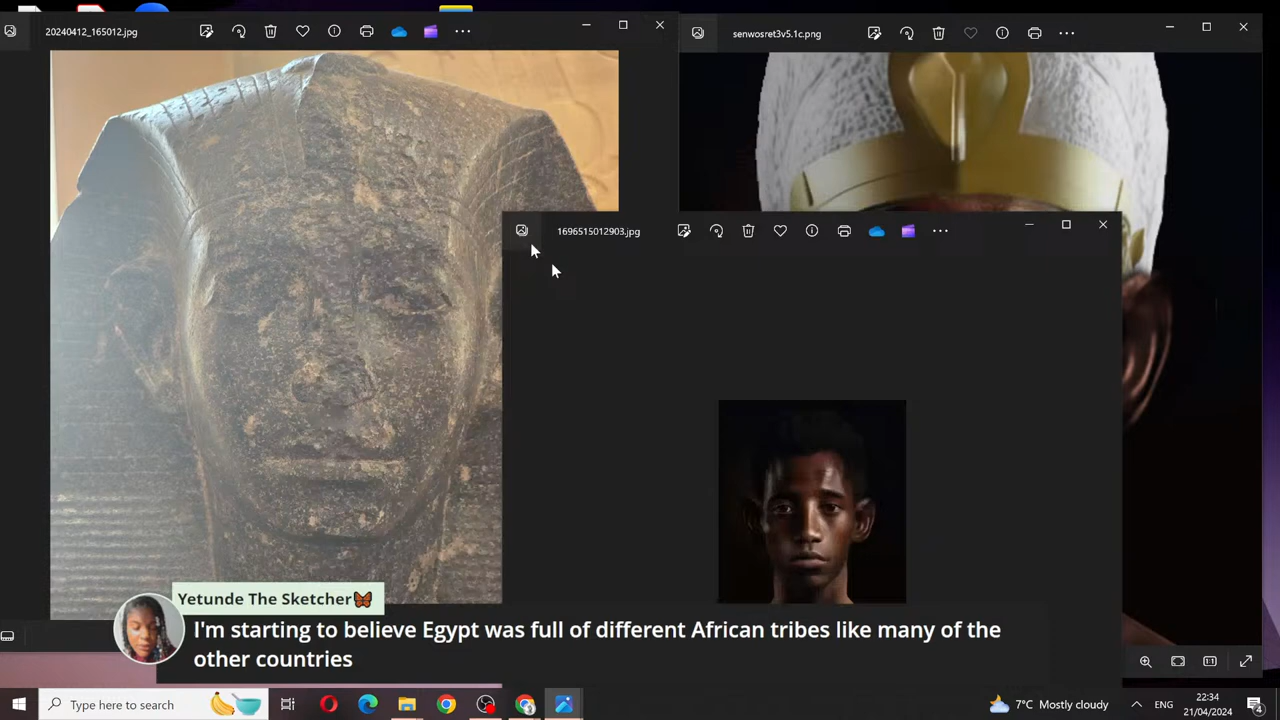 20240412_165012.jpg
senwosret3v5.1c.png
1696515012903.jpg
Yetunde The Sketcher🦋
I'm starting to believe Egypt was full of different African tribes like many of the
other countries
Type here to search
7°C Mostly cloudy
ENG
22:34
21/04/2024
4